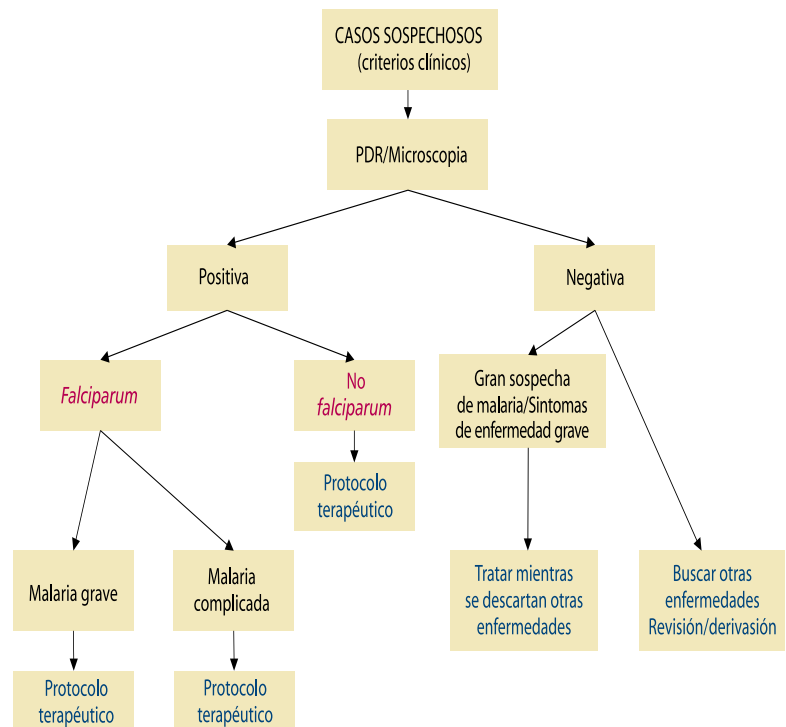 CASOS SOSPECHOSOS
(criterios clínicos)
PDR/Microscopia
Positiva
Negativa
Falciparum
No
falciparum
Gran sospecha
de malaria/Sintomas
de enfermedad grave
Protocolo
terapéutico
Malaria grave
Malaria
complicada
Tratar mientras
se descartan otras
enfermedades
Buscar otras
enfermedades
Revisión/derivasión
Protocolo
terapéutico
Protocolo
terapéutico